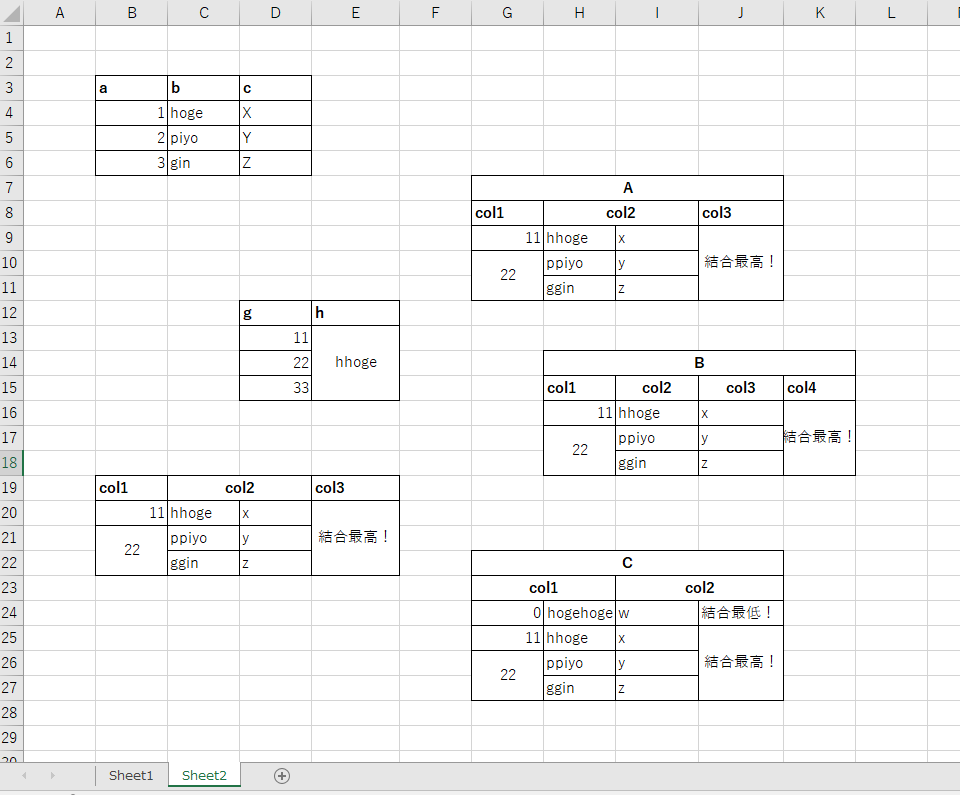 A B C D E F G H I J K L
1
2
3 a b c
4 1 hoge X
5 2 piyo Y
6 3 gin Z
7 A
8 col1 col2 col3
9 11 hhoge x
10 22 ppiyo y 結合最高！
11 ggin z
12 g h
13 11
14 22 hhoge B
15 33 col1 col2 col3 col4
16 11 hhoge x
17 22 ppiyo y 結合最高！
18 ggin z
19 col1 col2 col3
20 11 hhoge x
21 22 ppiyo y 結合最高！
22 ggin z C
23 col1 col2
24 0 hogehoge w 結合最低！
25 11 hhoge x
26 22 ppiyo y 結合最高！
27 ggin z
28
29
Sheet1 Sheet2